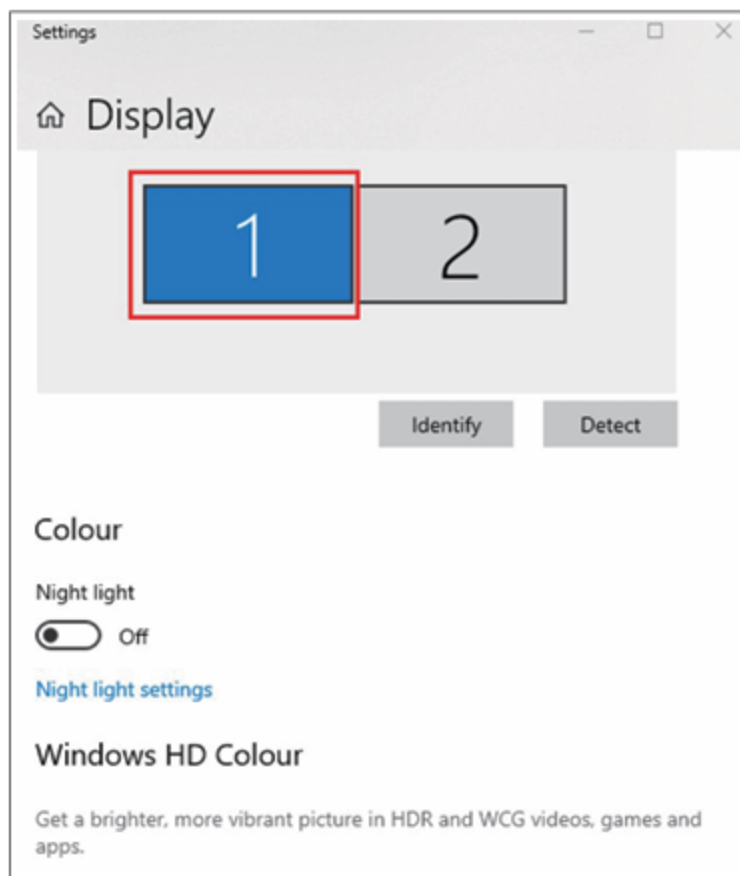 Settings
Display
1
2
Identify
Detect
Colour
Night light
Off
Night light settings
Windows HD Colour
Get a brighter, more vibrant picture in HDR and WCG videos, games and
apps.